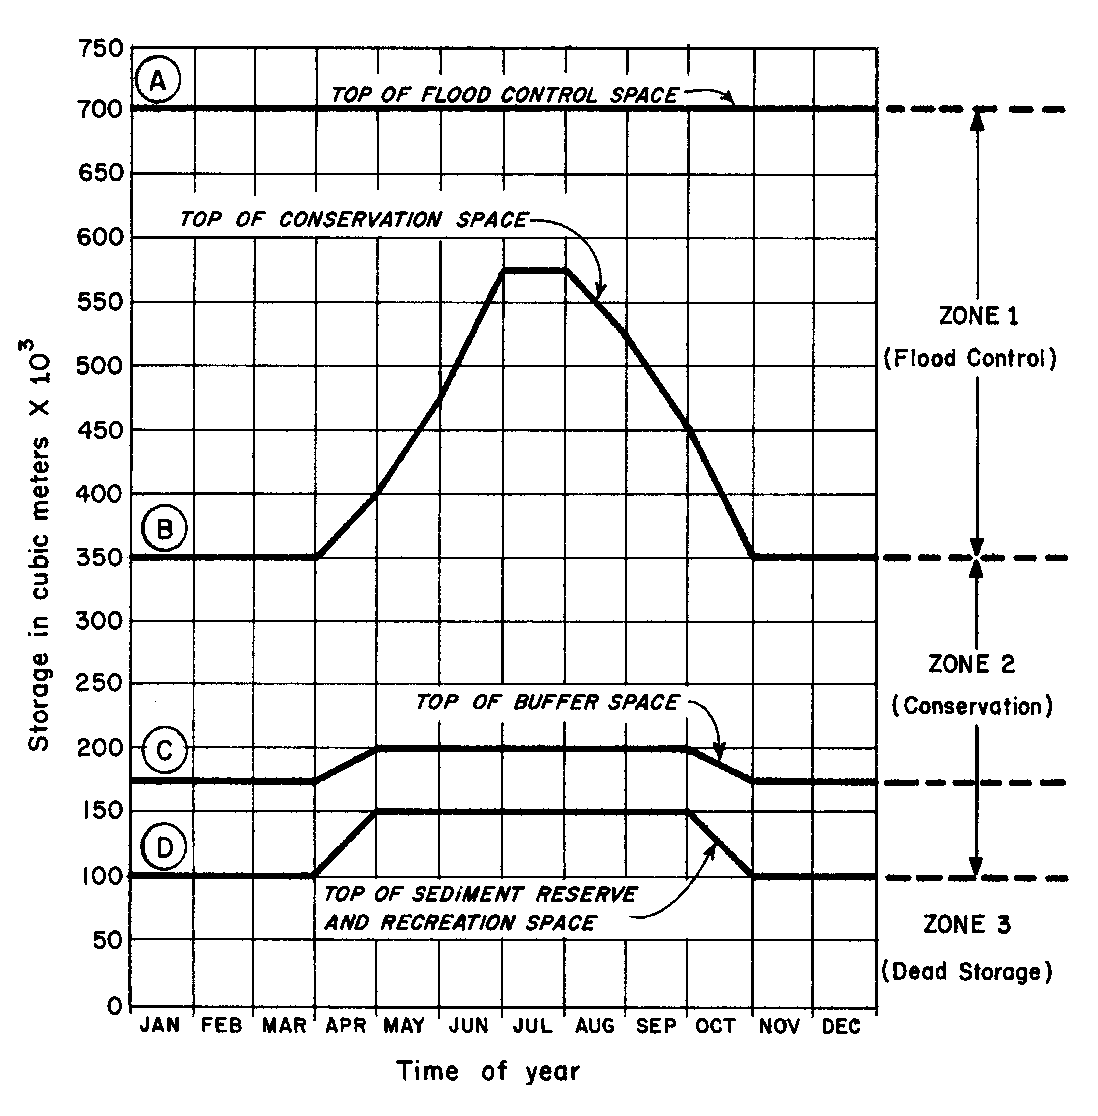 750
A
TOP OF FLOOD CONTROL SPACE
700
650
TOP OF CONSERVATION SPACE
600
550
ZONE 1
(Flood Control)
500
450
400
B
350
300
ZONE 2
(Conservation)
250
TOP OF BUFFER SPACE
200
C
150
D
100
TOP OF SEDIMENT RESERVE
AND RECREATION SPACE
ZONE 3
(Dead Storage)
50
0
Storage in cubic meters X 10³
JAN FEB MAR APR MAY JUN JUL AUG SEP OCT NOV DEC
Time of year